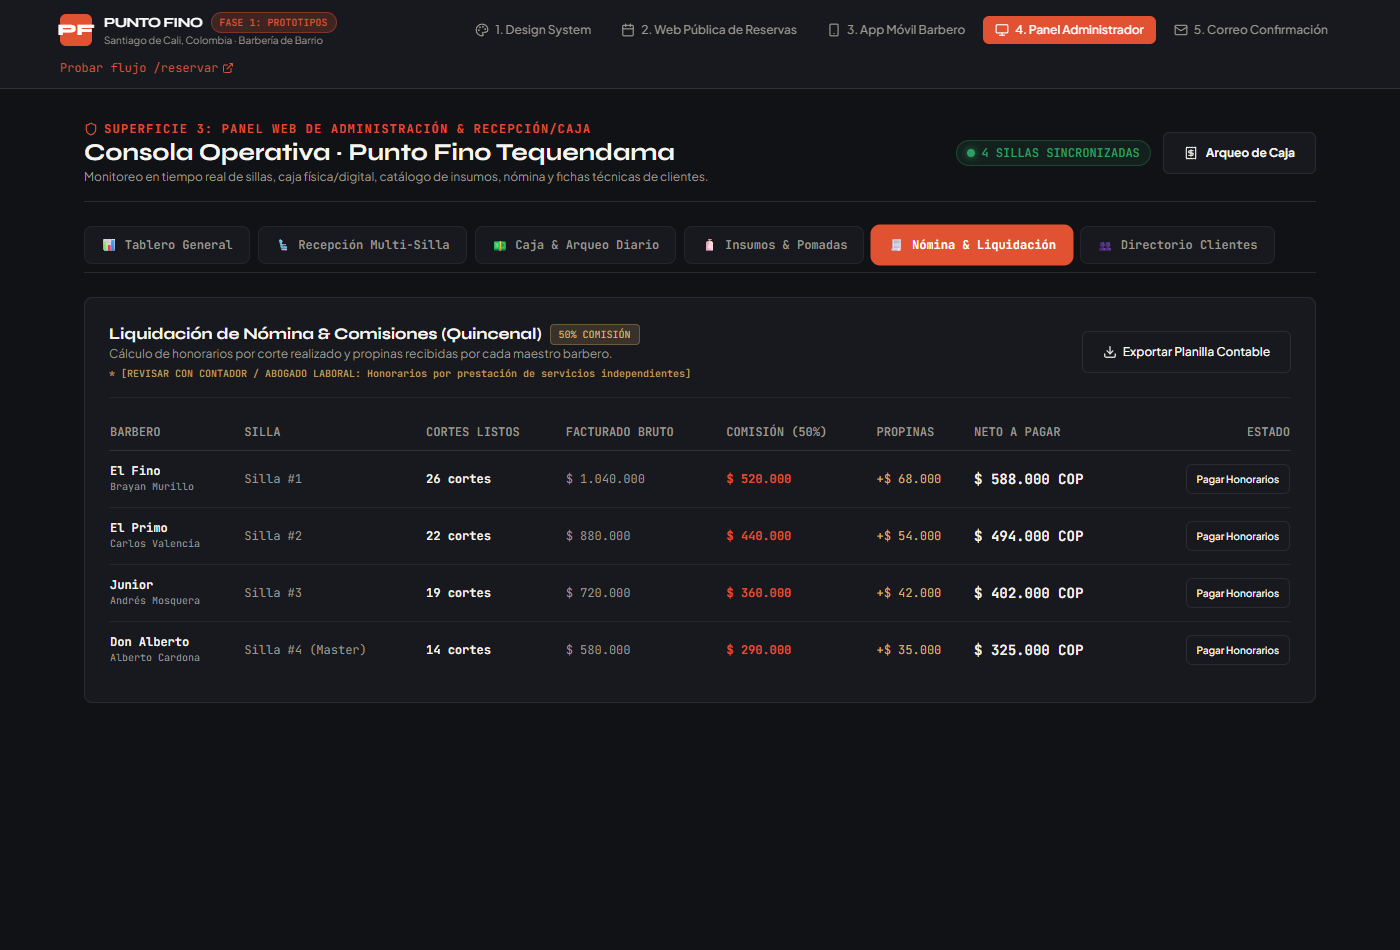 PF
PUNTO FINO
FASE 1: PROTOTIPOS
Santiago de Cali, Colombia · Barbería de Barrio
1. Design System
2. Web Pública de Reservas
3. App Móvil Barbero
4. Panel Administrador
5. Correo Confirmación
Probar flujo /reservar
SUPERFICIE 3: PANEL WEB DE ADMINISTRACIÓN & RECEPCIÓN/CAJA
Consola Operativa · Punto Fino Tequendama
Monitoreo en tiempo real de sillas, caja física/digital, catálogo de insumos, nómina y fichas técnicas de clientes.
4 SILLAS SINCRONIZADAS
Arqueo de Caja
Tablero General
Recepción Multi-Silla
Caja & Arqueo Diario
Insumos & Pomadas
Nómina & Liquidación
Directorio Clientes
Liquidación de Nómina & Comisiones (Quincenal)
50% COMISIÓN
Cálculo de honorarios por corte realizado y propinas recibidas por cada maestro barbero.
* [REVISAR CON CONTADOR / ABOGADO LABORAL: Honorarios por prestación de servicios independientes]
Exportar Planilla Contable
BARBERO SILLA CORTES LISTOS FACTURADO BRUTO COMISIÓN (50%) PROPINAS NETO A PAGAR ESTADO
El Fino
Brayan Murillo
Silla #1 26 cortes $ 1.040.000 $ 520.000 +$ 68.000 $ 588.000 COP Pagar Honorarios
El Primo
Carlos Valencia
Silla #2 22 cortes $ 880.000 $ 440.000 +$ 54.000 $ 494.000 COP Pagar Honorarios
Junior
Andrés Mosquera
Silla #3 19 cortes $ 720.000 $ 360.000 +$ 42.000 $ 402.000 COP Pagar Honorarios
Don Alberto
Alberto Cardona
Silla #4 (Master) 14 cortes $ 580.000 $ 290.000 +$ 35.000 $ 325.000 COP Pagar Honorarios